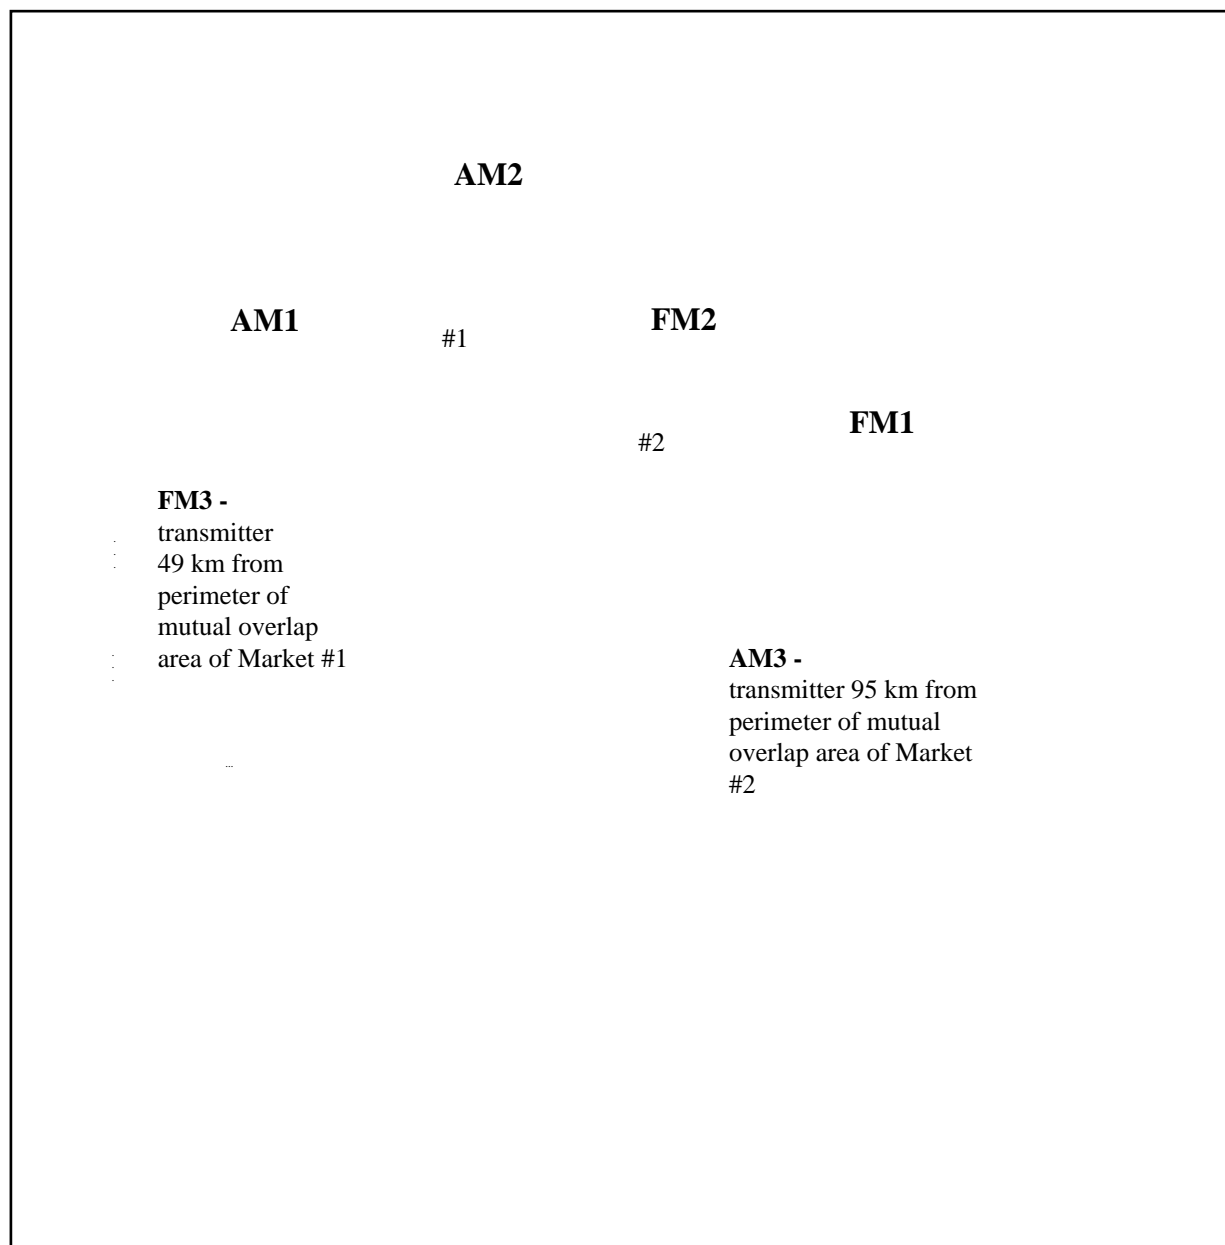 AM2
AM1
#1
FM2
#2
FM1
FM3 -
transmitter
49 km from
perimeter of
mutual overlap
area of Market #1
AM3 -
transmitter 95 km from
perimeter of mutual
overlap area of Market
#2